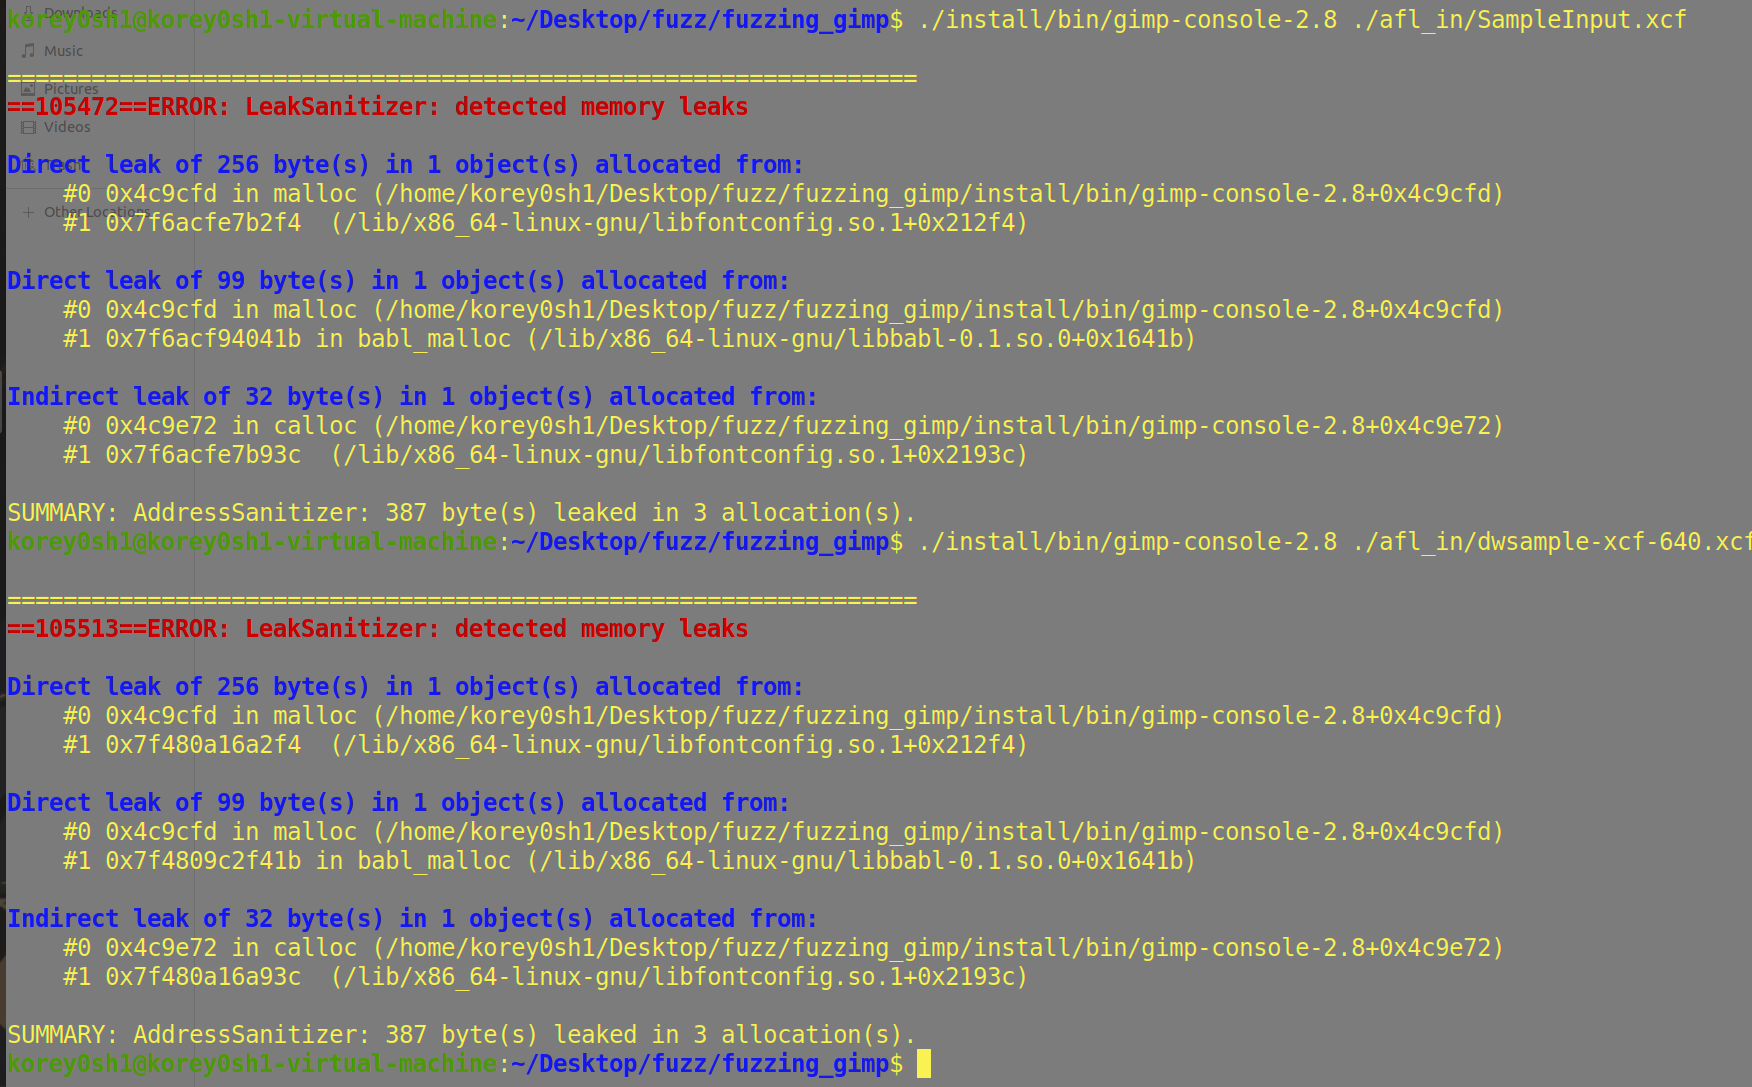 Downloads
korey0sh1@korey0sh1-virtual-machine:~/Desktop/fuzz/fuzzing_gimp$ ./install/bin/gimp-console-2.8 ./afl_in/SampleInput.xcf
Music
=================================================================
Pictures
==105472==ERROR: LeakSanitizer: detected memory leaks
Videos
Direct leak of 256 byte(s) in 1 object(s) allocated from:
#0 0x4c9cfd in malloc (/home/korey0sh1/Desktop/fuzz/fuzzing_gimp/install/bin/gimp-console-2.8+0x4c9cfd)
+ Other Locations
#1 0x7f6acfe7b2f4  (/lib/x86_64-linux-gnu/libfontconfig.so.1+0x212f4)
Direct leak of 99 byte(s) in 1 object(s) allocated from:
#0 0x4c9cfd in malloc (/home/korey0sh1/Desktop/fuzz/fuzzing_gimp/install/bin/gimp-console-2.8+0x4c9cfd)
#1 0x7f6acf94041b in babl_malloc (/lib/x86_64-linux-gnu/libbabl-0.1.so.0+0x1641b)
Indirect leak of 32 byte(s) in 1 object(s) allocated from:
#0 0x4c9e72 in calloc (/home/korey0sh1/Desktop/fuzz/fuzzing_gimp/install/bin/gimp-console-2.8+0x4c9e72)
#1 0x7f6acfe7b93c  (/lib/x86_64-linux-gnu/libfontconfig.so.1+0x2193c)
SUMMARY: AddressSanitizer: 387 byte(s) leaked in 3 allocation(s).
korey0sh1@korey0sh1-virtual-machine:~/Desktop/fuzz/fuzzing_gimp$ ./install/bin/gimp-console-2.8 ./afl_in/dwsample-xcf-640.xcf
=================================================================
==105513==ERROR: LeakSanitizer: detected memory leaks
Direct leak of 256 byte(s) in 1 object(s) allocated from:
#0 0x4c9cfd in malloc (/home/korey0sh1/Desktop/fuzz/fuzzing_gimp/install/bin/gimp-console-2.8+0x4c9cfd)
#1 0x7f480a16a2f4  (/lib/x86_64-linux-gnu/libfontconfig.so.1+0x212f4)
Direct leak of 99 byte(s) in 1 object(s) allocated from:
#0 0x4c9cfd in malloc (/home/korey0sh1/Desktop/fuzz/fuzzing_gimp/install/bin/gimp-console-2.8+0x4c9cfd)
#1 0x7f4809c2f41b in babl_malloc (/lib/x86_64-linux-gnu/libbabl-0.1.so.0+0x1641b)
Indirect leak of 32 byte(s) in 1 object(s) allocated from:
#0 0x4c9e72 in calloc (/home/korey0sh1/Desktop/fuzz/fuzzing_gimp/install/bin/gimp-console-2.8+0x4c9e72)
#1 0x7f480a16a93c  (/lib/x86_64-linux-gnu/libfontconfig.so.1+0x2193c)
SUMMARY: AddressSanitizer: 387 byte(s) leaked in 3 allocation(s).
korey0sh1@korey0sh1-virtual-machine:~/Desktop/fuzz/fuzzing_gimp$